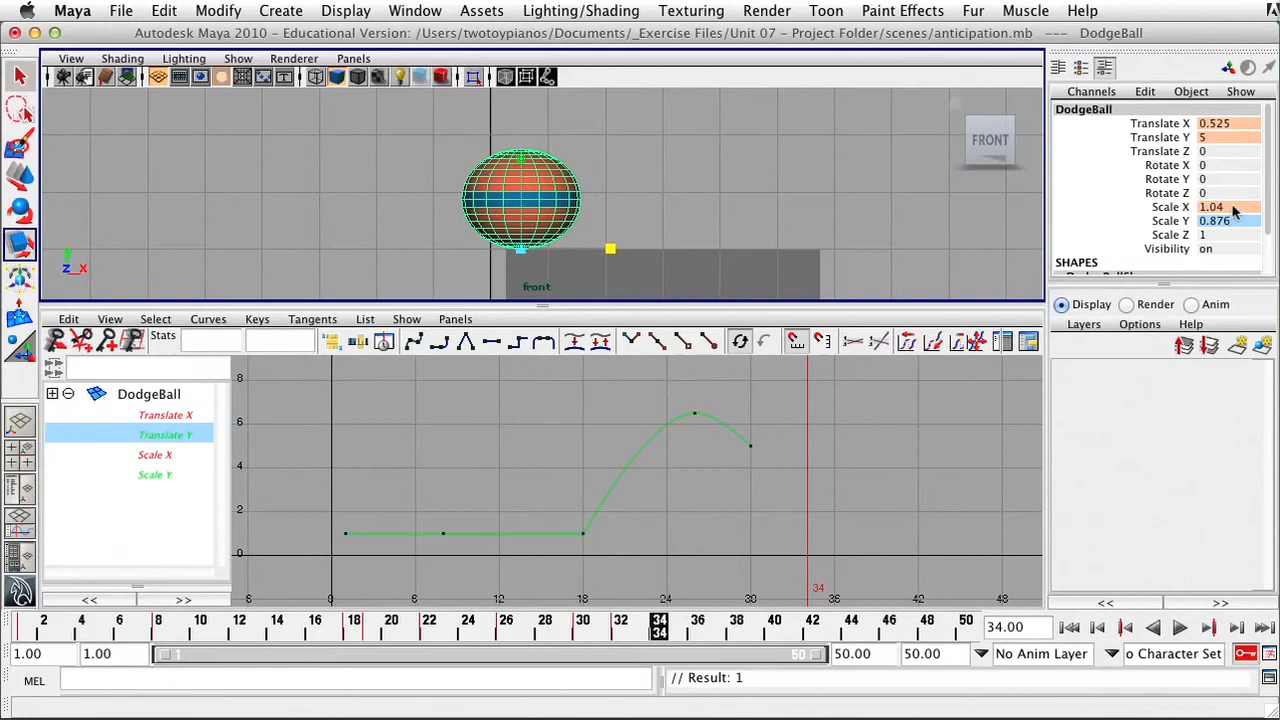 Maya File Edit Modify Create Display Window Assets Lighting/Shading Texturing Render Toon Paint Effects Fur Muscle Help
Autodesk Maya 2010 - Educational Version: /Users/twotoypianos/Documents/_Exercise Files/Unit 07 - Project Folder/scenes/anticipation.mb --- DodgeBall
View Shading Lighting Show Renderer Panels
FRONT
y
z x
front
Channels Edit Object Show
DodgeBall
Translate X 0.525
Translate Y 5
Translate Z 0
Rotate X 0
Rotate Y 0
Rotate Z 0
Scale X 1.04
Scale Y 0.876
Scale Z 1
Visibility on
SHAPES
Display Render Anim
Layers Options Help
<< >>
Edit View Select Curves Keys Tangents List Show Panels
Stats
DodgeBall
Translate X
Translate Y
Scale X
Scale Y
<< >>
8
6
4
2
0
34
-6 0 6 12 18 24 30 36 42 48
2 4 6 8 10 12 14 16 18 20 22 24 26 28 30 32 34 36 38 40 42 44 46 48 50
34
34.00
1.00 1.00 1 50 50.00 50.00 No Anim Layer o Character Set
MEL // Result: 1